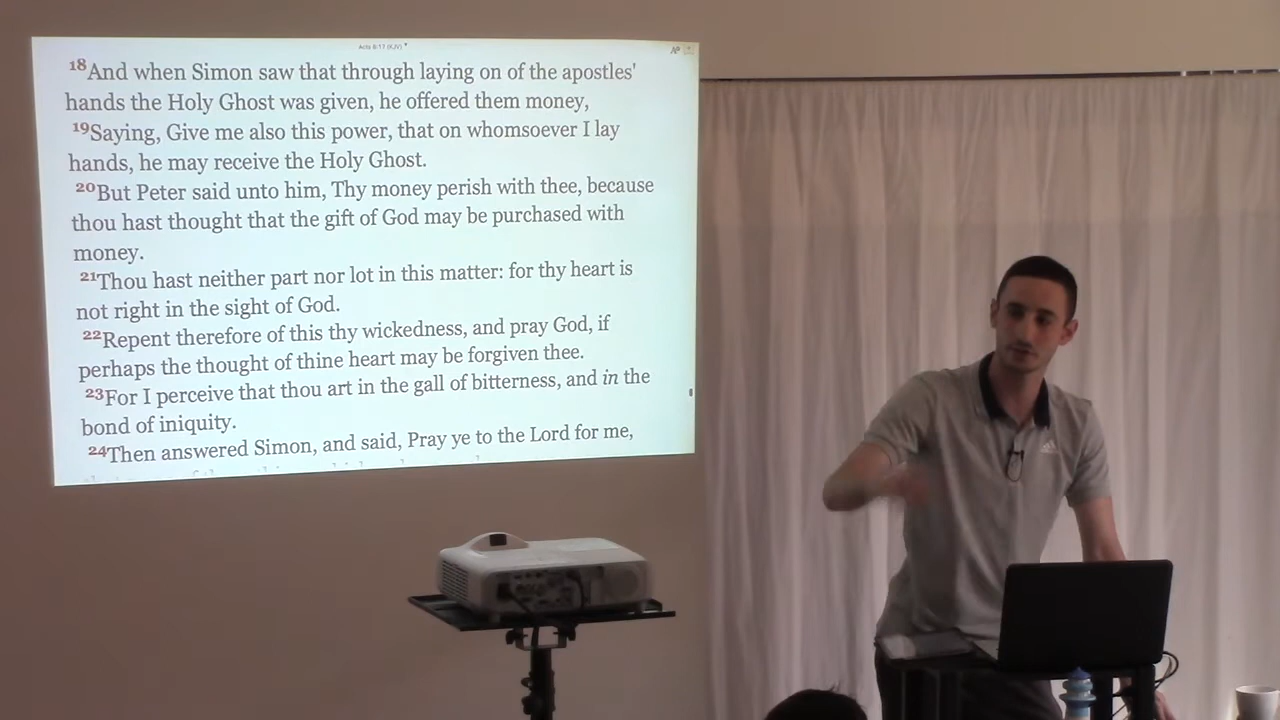 Acts 8:17 (KJV)
18And when Simon saw that through laying on of the apostles'
hands the Holy Ghost was given, he offered them money,
19Saying, Give me also this power, that on whomsoever I lay
hands, he may receive the Holy Ghost.
20But Peter said unto him, Thy money perish with thee, because
thou hast thought that the gift of God may be purchased with
money.
21Thou hast neither part nor lot in this matter: for thy heart is
not right in the sight of God.
22Repent therefore of this thy wickedness, and pray God, if
perhaps the thought of thine heart may be forgiven thee.
23For I perceive that thou art in the gall of bitterness, and in the
bond of iniquity.
24Then answered Simon, and said, Pray ye to the Lord for me,